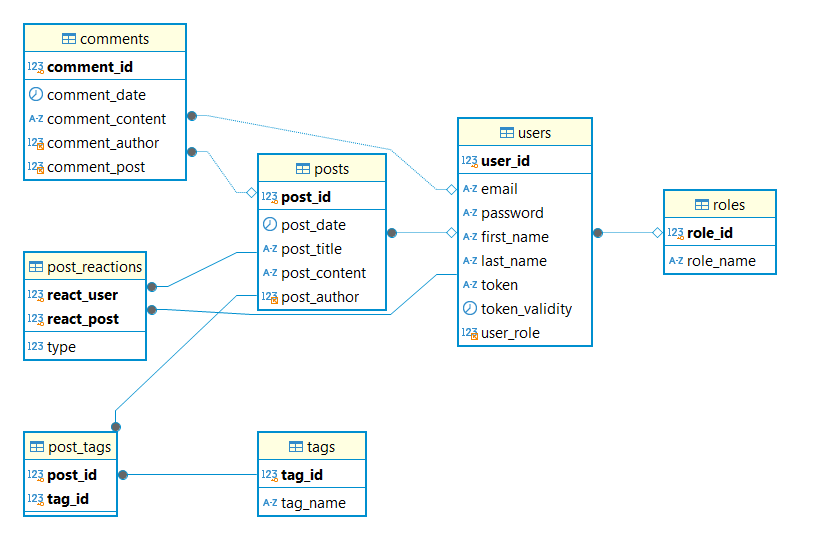 comments
123 comment_id
comment_date
A-Z comment_content
123 comment_author
123 comment_post
posts
123 post_id
post_date
A-Z post_title
A-Z post_content
123 post_author
users
123 user_id
A-Z email
A-Z password
A-Z first_name
A-Z last_name
A-Z token
token_validity
123 user_role
roles
123 role_id
A-Z role_name
post_reactions
123 react_user
123 react_post
123 type
post_tags
123 post_id
123 tag_id
tags
123 tag_id
A-Z tag_name